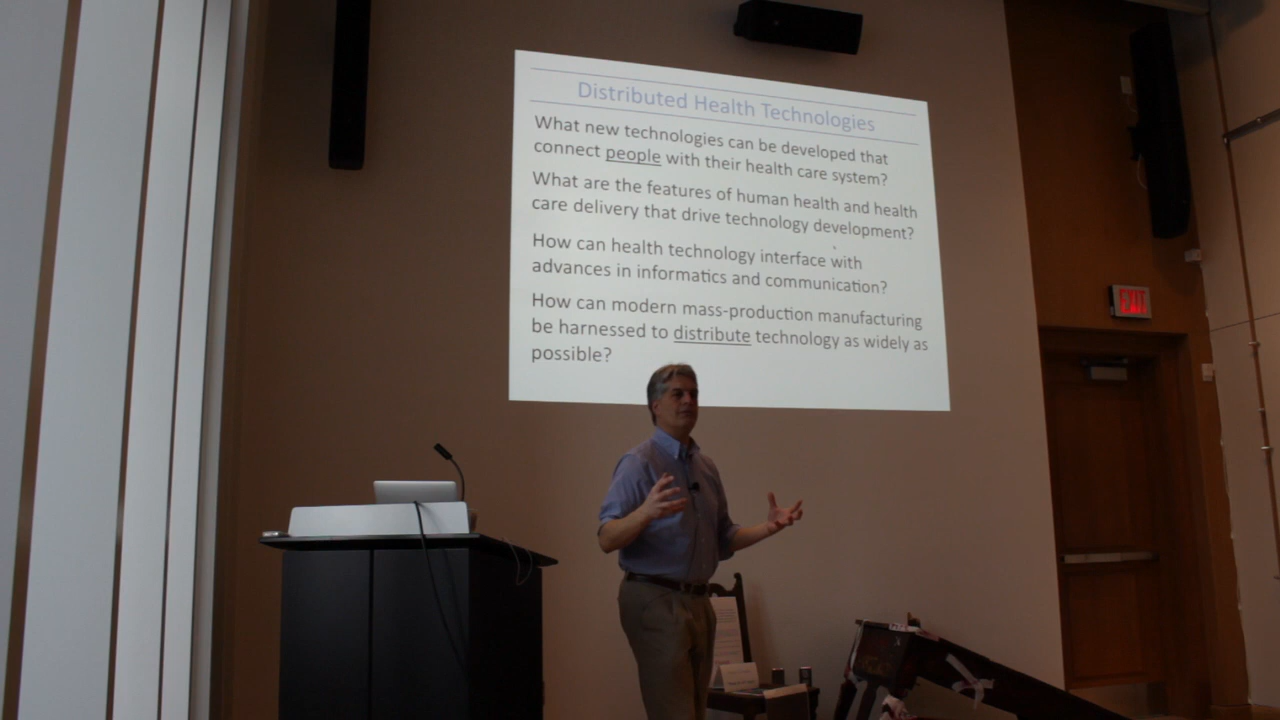 Distributed Health Technologies
What new technologies can be developed that
connect people with their health care system?
What are the features of human health and health
care delivery that drive technology development?
How can health technology interface with
advances in informatics and communication?
How can modern mass-production manufacturing
be harnessed to distribute technology as widely as
possible?
EXIT